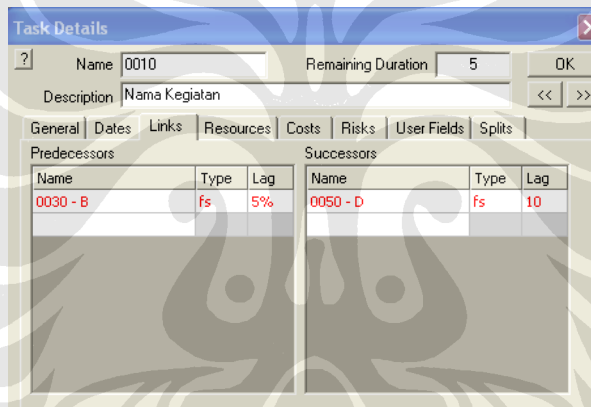 Task Details
? Name 0010 Remaining Duration 5 OK
Description Nama Kegiatan << >>
General Dates Links Resources Costs Risks User Fields Splits
Predecessors Successors
Name Type Lag Name Type Lag
0030 - B fs 5% 0050 - D fs 10